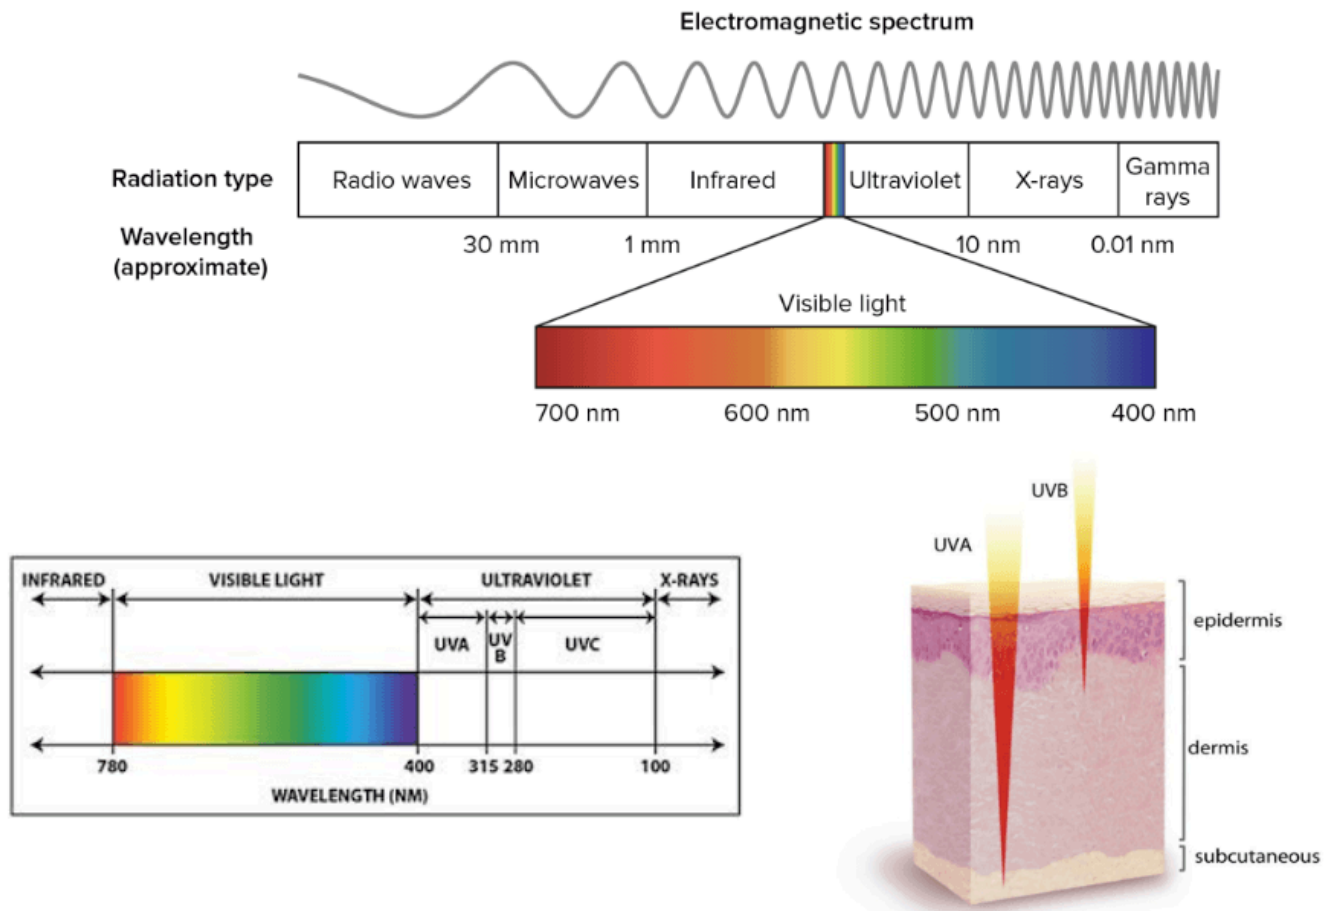 Electromagnetic spectrum
Radiation type
Radio waves
Microwaves
Infrared
Ultraviolet
X-rays
Gamma
rays
Wavelength
(approximate)
30 mm
1 mm
10 nm
0.01 nm
Visible light
700 nm
600 nm
500 nm
400 nm
INFRARED
VISIBLE LIGHT
ULTRAVIOLET
X-RAYS
UVA
UV
B
UVC
780
400
315
280
100
WAVELENGTH (NM)
UVB
UVA
epidermis
dermis
subcutaneous